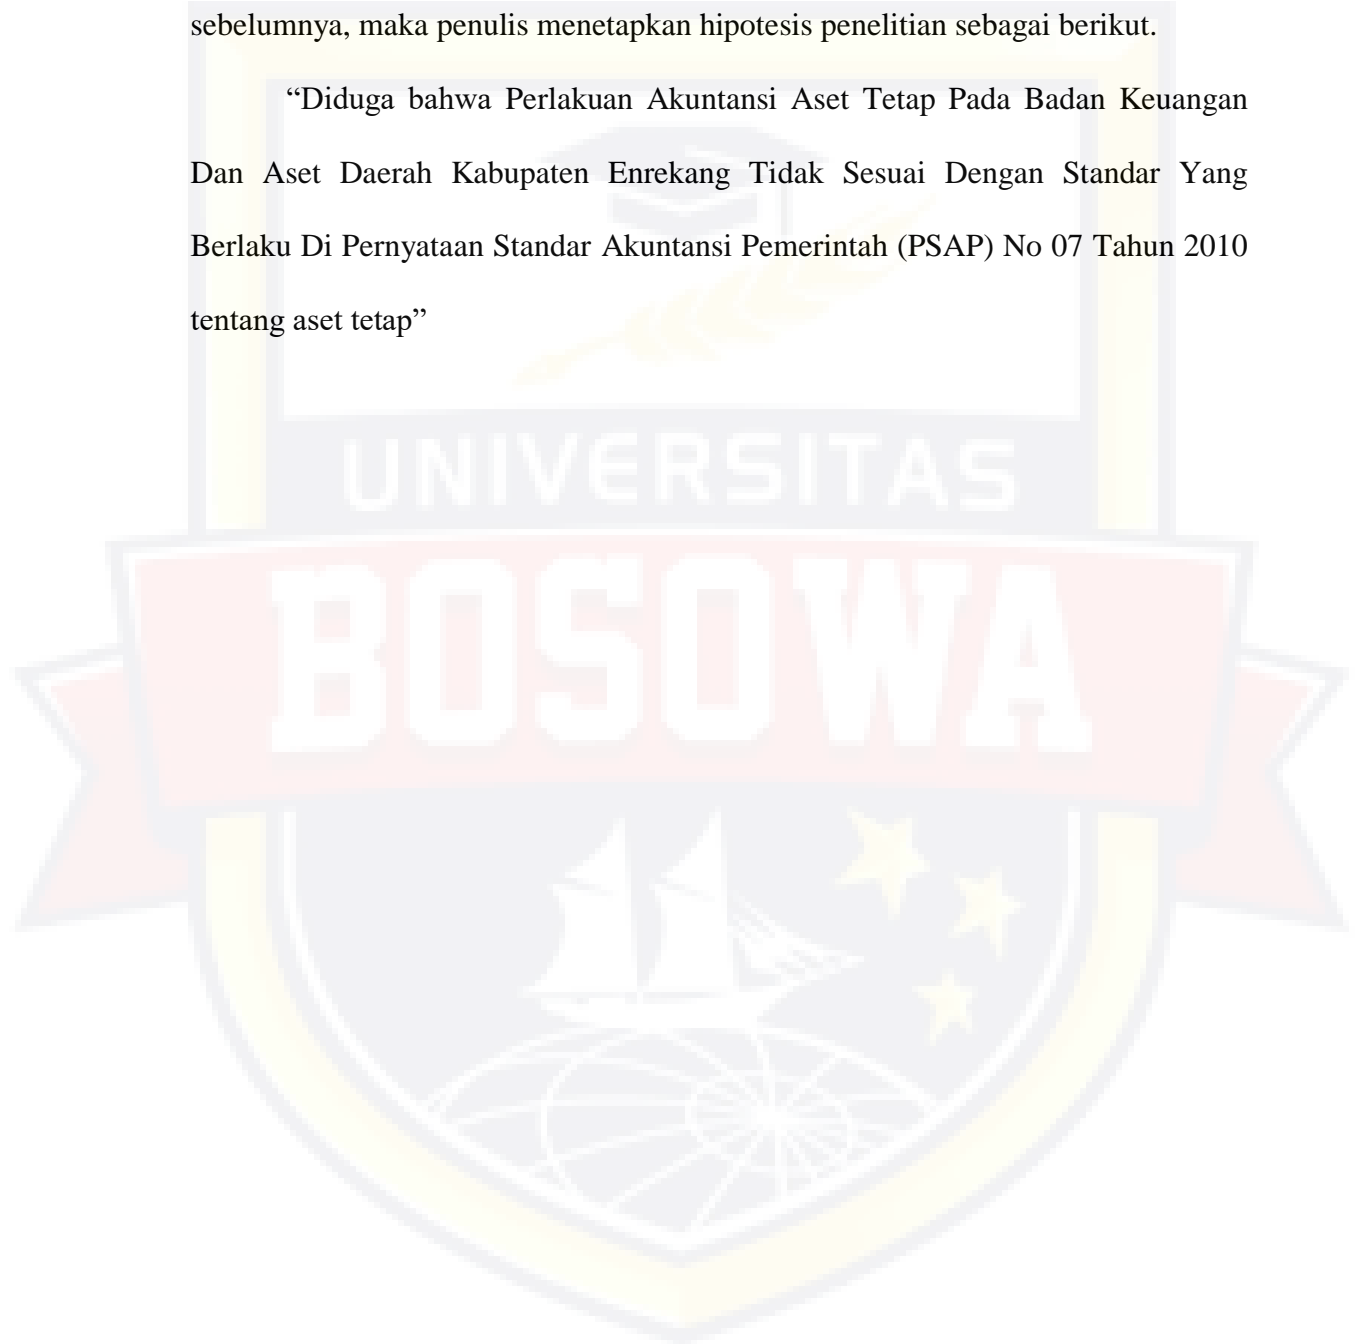 sebelumnya, maka penulis menetapkan hipotesis penelitian sebagai berikut.
“Diduga bahwa Perlakuan Akuntansi Aset Tetap Pada Badan Keuangan
Dan Aset Daerah Kabupaten Enrekang Tidak Sesuai Dengan Standar Yang
Berlaku Di Pernyataan Standar Akuntansi Pemerintah (PSAP) No 07 Tahun 2010
tentang aset tetap”
UNIVERSITAS
BOSOWA